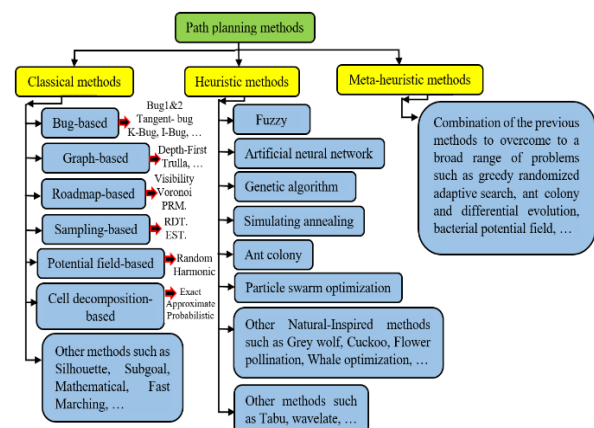 Path planning methods
Classical methods
Heuristic methods
Meta-heuristic methods
Bug-based
Bug1&2
Tangent- bug
K-Bug, I-Bug, …
Graph-based
Depth-First
Trulla, …
Roadmap-based
Visibility
Voronoi
PRM.
Sampling-based
RDT.
EST.
Potential field-based
Random
Harmonic
Cell decomposition-
based
Exact
Approximate
Probabilistic
Other methods such as
Silhouette, Subgoal,
Mathematical, Fast
Marching, …
Fuzzy
Artificial neural network
Genetic algorithm
Simulating annealing
Ant colony
Particle swarm optimization
Other Natural-Inspired methods
such as Grey wolf, Cuckoo, Flower
pollination, Whale optimization, …
Other methods such
as Tabu, wavelate, …
Combination of the previous
methods to overcome to a
broad range of problems
such as greedy randomized
adaptive search, ant colony
and differential evolution,
bacterial potential field, …